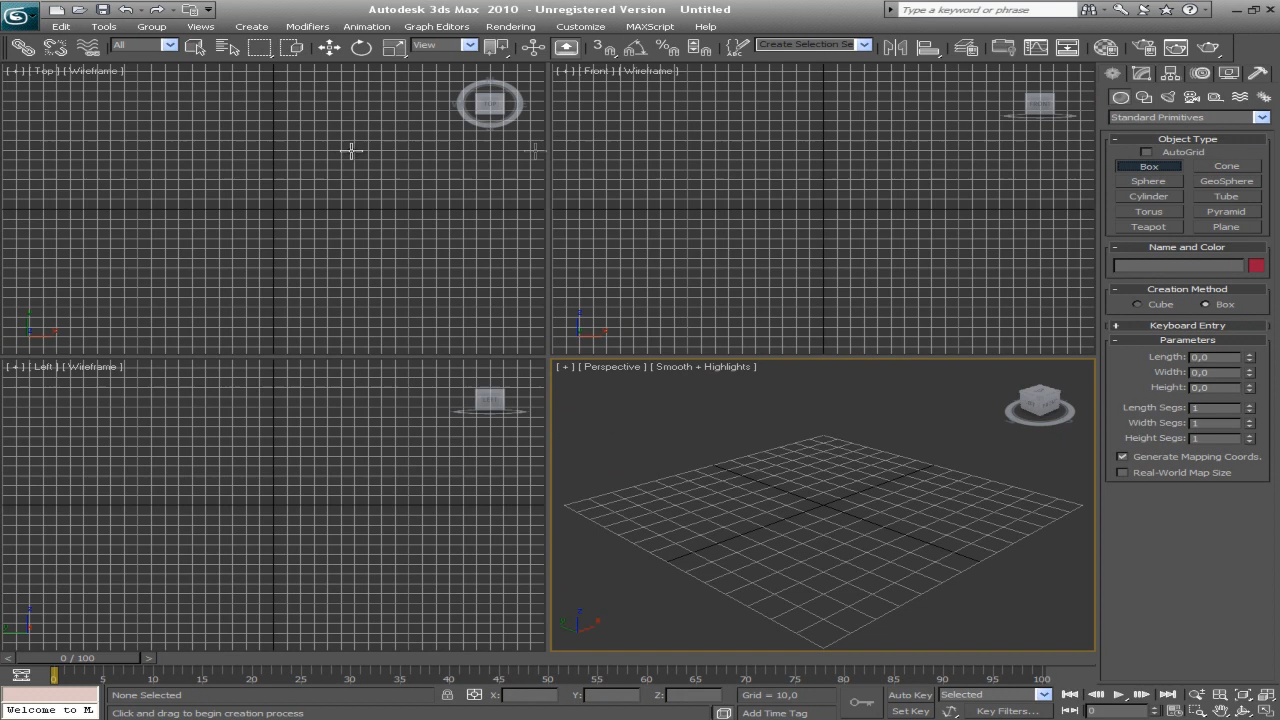 Autodesk 3ds Max 2010 - Unregistered Version Untitled
Type a keyword or phrase
Edit Tools Group Views Create Modifiers Animation Graph Editors Rendering Customize MAXScript Help
All
View
3
%
Create Selection Se
[ + ] [ Top ] [ Wireframe ]
TOP
[ + ] [ Front ] [ Wireframe ]
FRONT
Standard Primitives
Object Type
AutoGrid
Box Cone
Sphere GeoSphere
Cylinder Tube
Torus Pyramid
Teapot Plane
Name and Color
Creation Method
Cube Box
Keyboard Entry
Parameters
Length: 0,0
Width: 0,0
Height: 0,0
Length Segs: 1
Width Segs: 1
Height Segs: 1
Generate Mapping Coords.
Real-World Map Size
[ + ] [ Left ] [ Wireframe ]
LEFT
[ + ] [ Perspective ] [ Smooth + Highlights ]
< 0 / 100 >
0 5 10 15 20 25 30 35 40 45 50 55 60 65 70 75 80 85 90 95 100
None Selected X: Y: Z: Grid = 10,0 Auto Key Selected
Welcome to M. Click and drag to begin creation process Add Time Tag Set Key Key Filters... 0